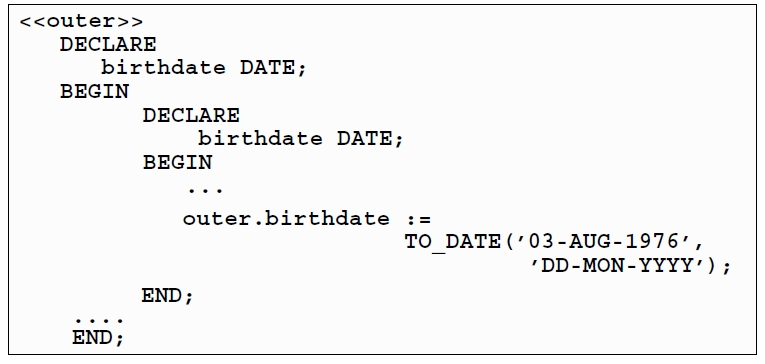 <<outer>>
DECLARE
birthdate DATE;
BEGIN
DECLARE
birthdate DATE;
BEGIN
...
outer.birthdate :=
TO_DATE('03-AUG-1976',
'DD-MON-YYYY');
END;
....
END;